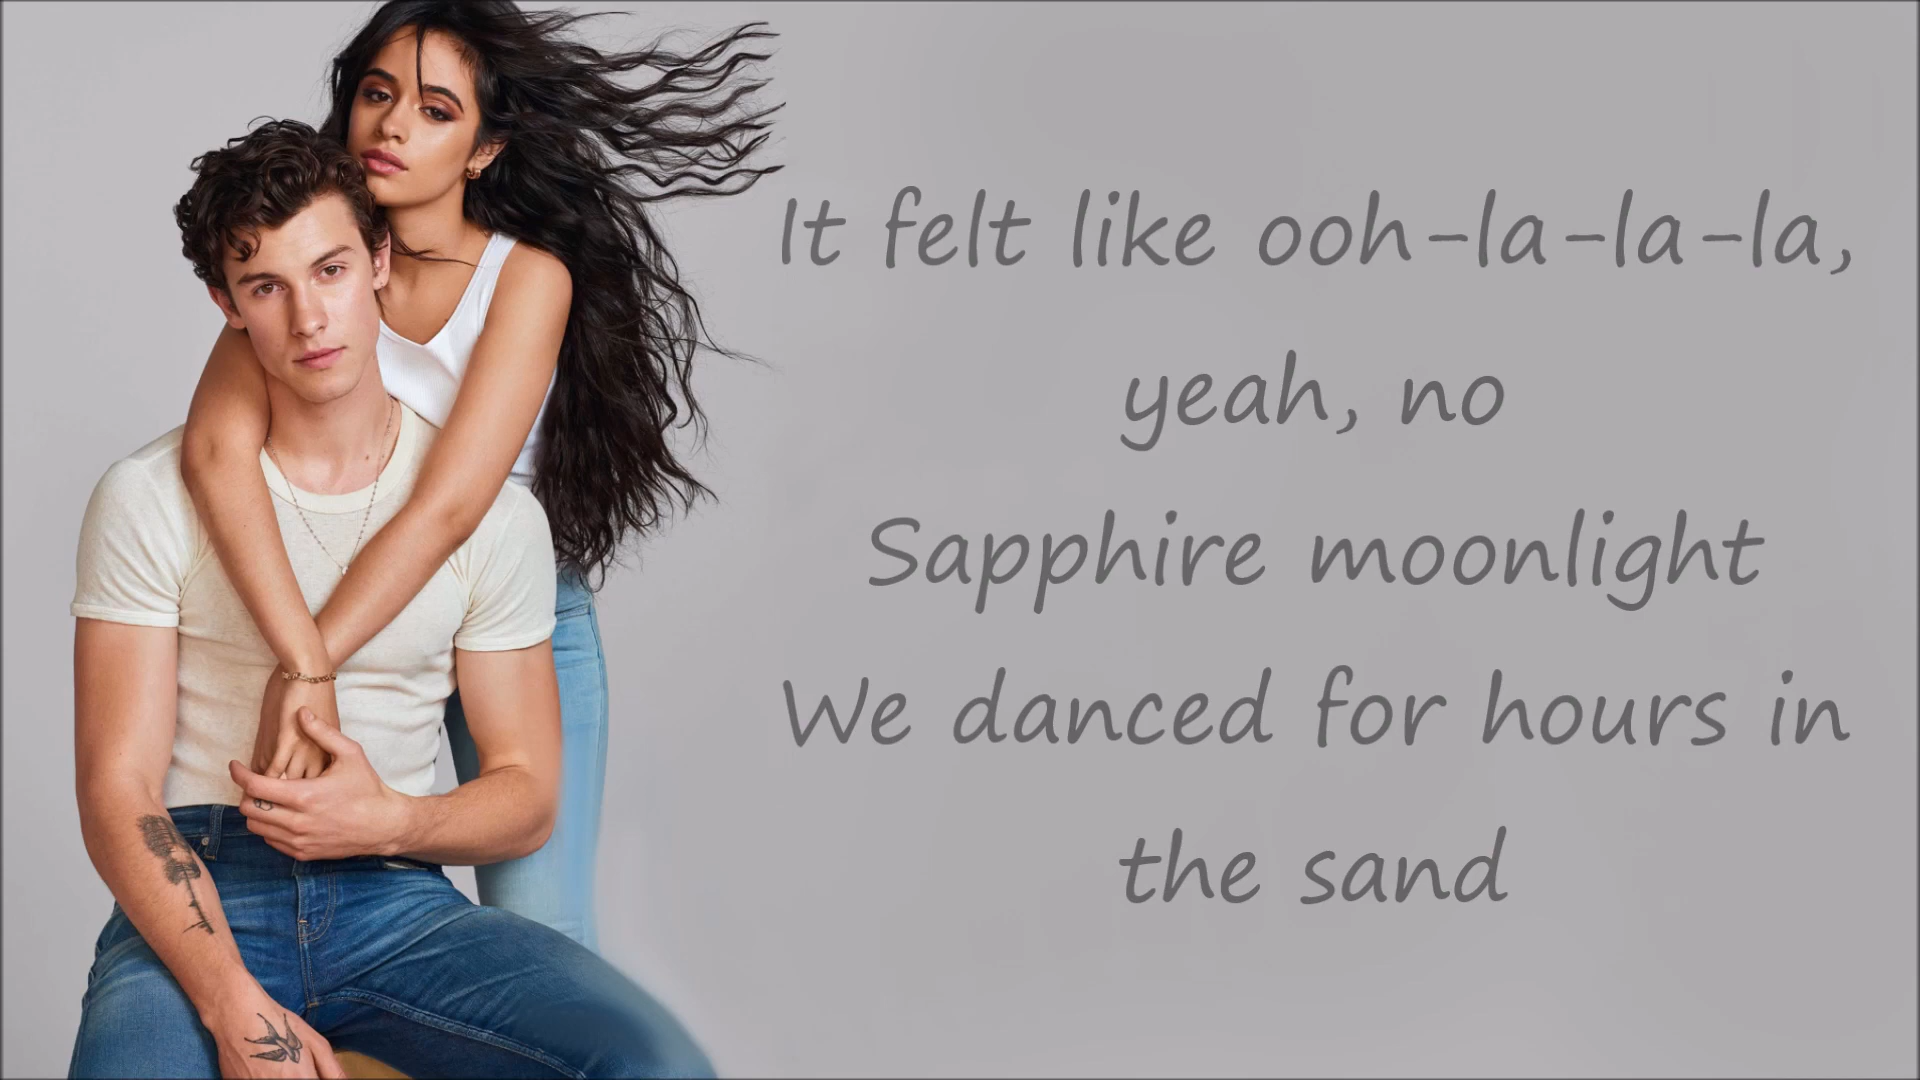 It felt like ooh-la-la-la,
yeah, no
Sapphire moonlight
We danced for hours in
the sand